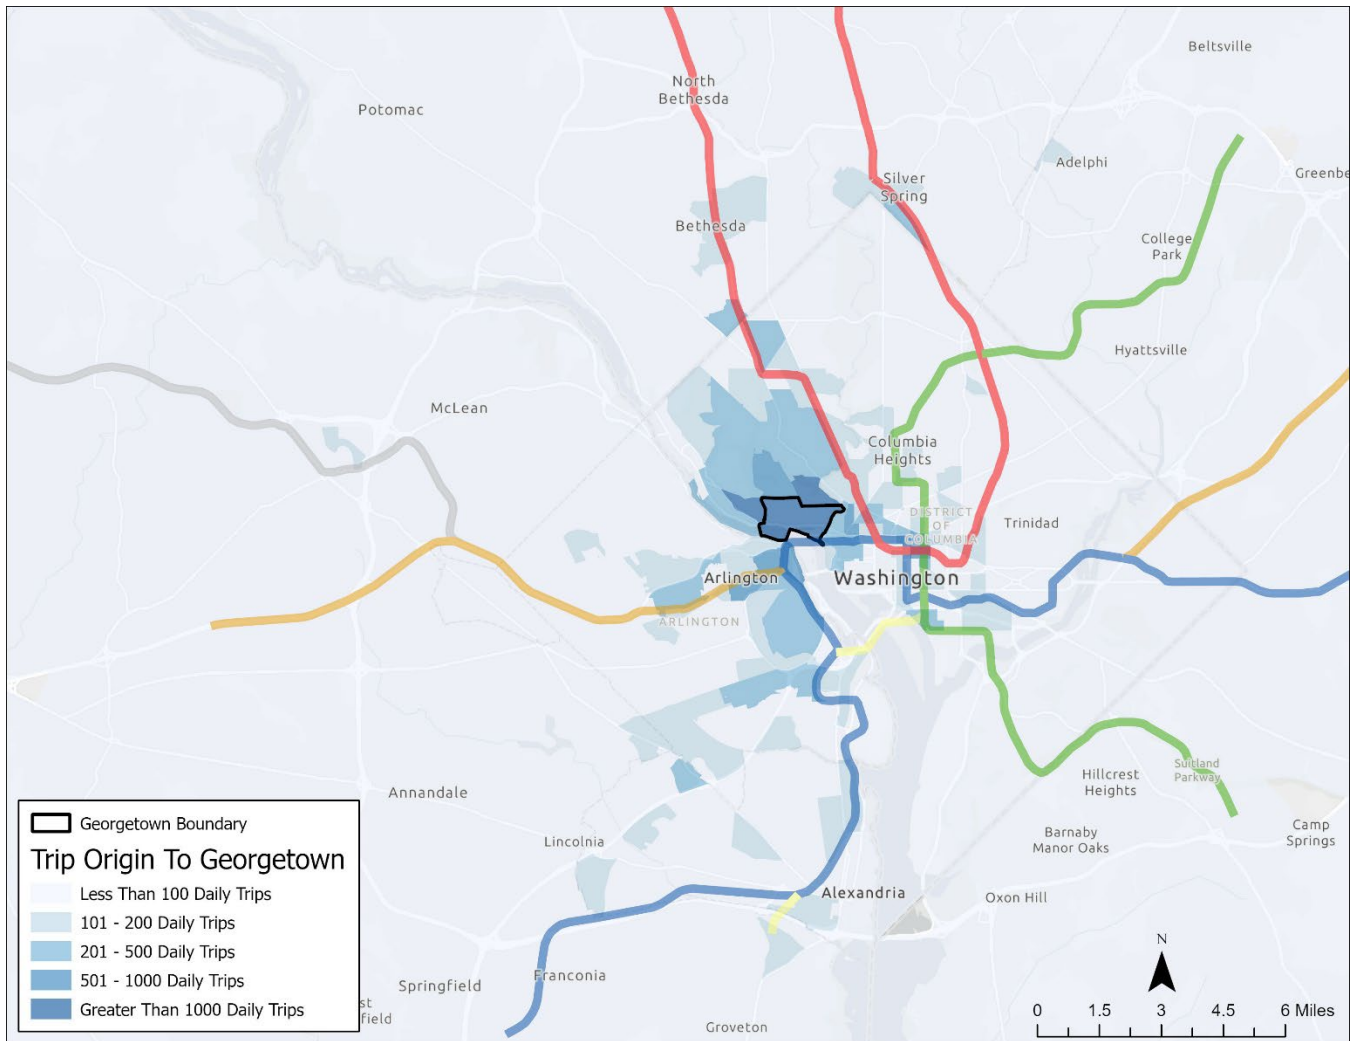 Beltsville
North
Bethesda
Potomac
Adelphi
Silver
Spring
Greenbe
Bethesda
College
Park
Hyattsville
McLean
Columbia
Heights
DISTRICT
OF
COLUMBIA
Trinidad
Arlington
Washington
ARLINGTON
Suitland
Parkway
Hillcrest
Heights
Annandale
Camp
Springs
Barnaby
Manor Oaks
Lincolnia
Alexandria
Oxon Hill
Franconia
Springfield
st
field
Groveton
Georgetown Boundary
Trip Origin To Georgetown
Less Than 100 Daily Trips
101 - 200 Daily Trips
201 - 500 Daily Trips
501 - 1000 Daily Trips
Greater Than 1000 Daily Trips
N
0 1.5 3 4.5 6 Miles